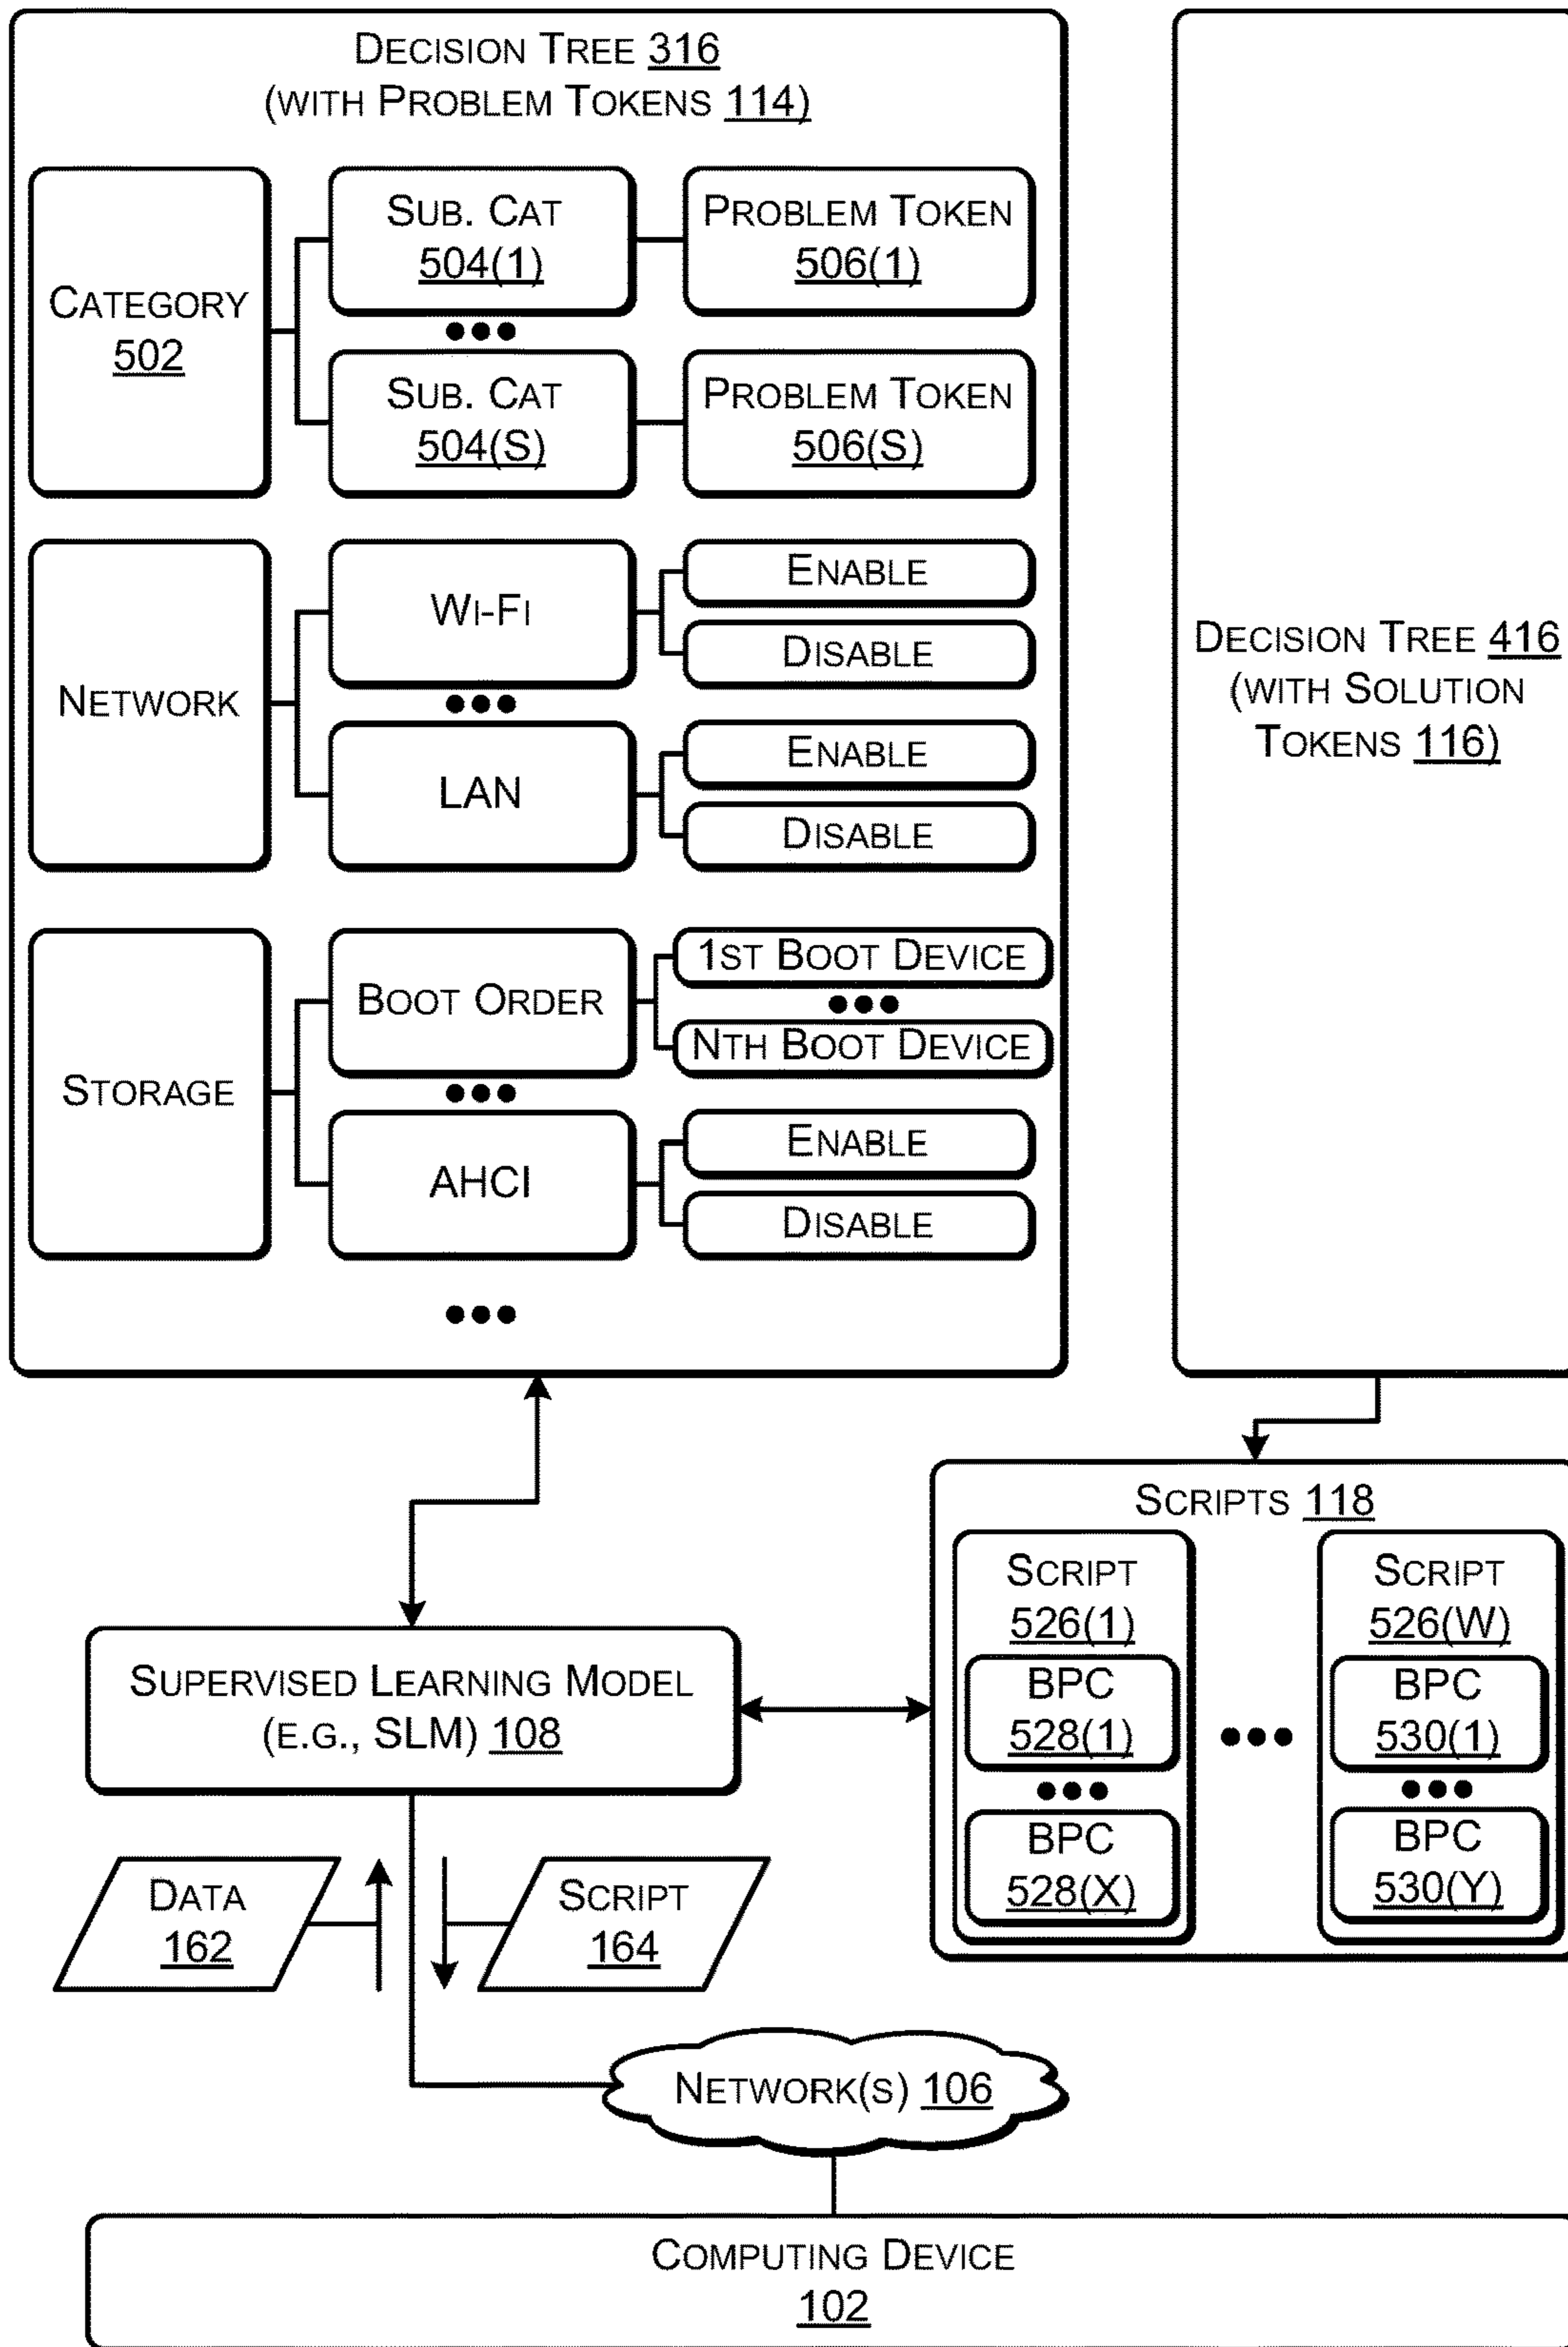 DECISION TREE 316
(WITH PROBLEM TOKENS 114)
CATEGORY
502
SUB. CAT
504(1)
PROBLEM TOKEN
506(1)
SUB. CAT
504(S)
PROBLEM TOKEN
506(S)
NETWORK
WI-FI
ENABLE
DISABLE
LAN
ENABLE
DISABLE
STORAGE
BOOT ORDER
1ST BOOT DEVICE
NTH BOOT DEVICE
AHCI
ENABLE
DISABLE
DECISION TREE 416
(WITH SOLUTION
TOKENS 116)
SCRIPTS 118
SCRIPT
526(1)
BPC
528(1)
BPC
528(X)
SCRIPT
526(W)
BPC
530(1)
BPC
530(Y)
SUPERVISED LEARNING MODEL
(E.G., SLM) 108
DATA
162
SCRIPT
164
NETWORK(S) 106
COMPUTING DEVICE
102